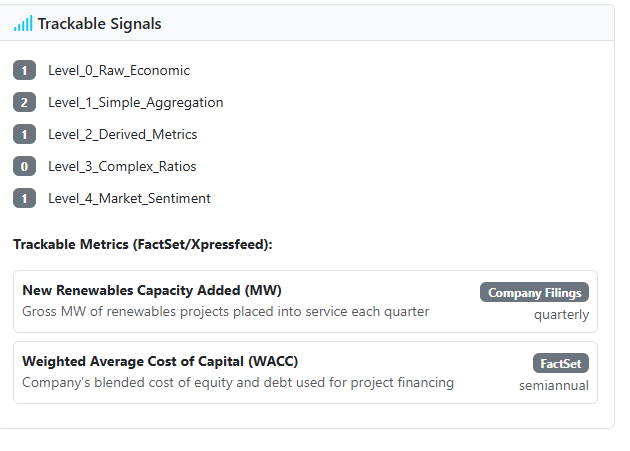 Trackable Signals
1 Level_0_Raw_Economic
2 Level_1_Simple_Aggregation
1 Level_2_Derived_Metrics
0 Level_3_Complex_Ratios
1 Level_4_Market_Sentiment
Trackable Metrics (FactSet/Xpressfeed):
New Renewables Capacity Added (MW) Company Filings
Gross MW of renewables projects placed into service each quarter quarterly
Weighted Average Cost of Capital (WACC) FactSet
Company's blended cost of equity and debt used for project financing semiannual